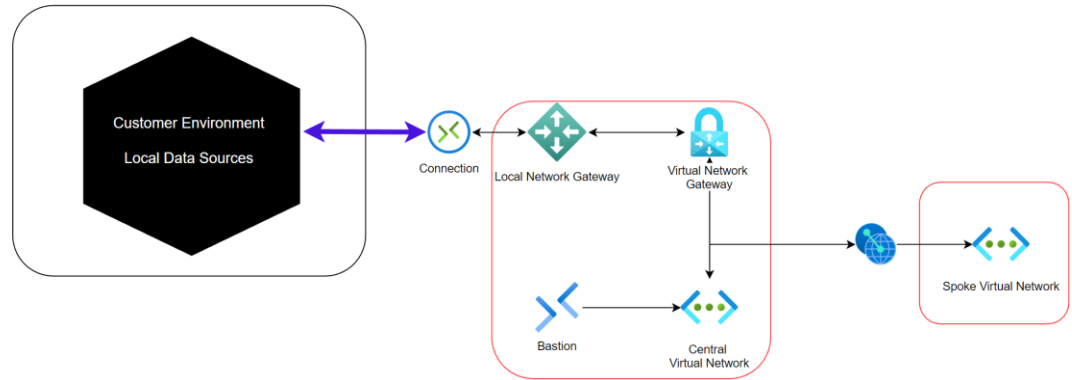 Customer Environment
Local Data Sources
Connection
Local Network Gateway
Virtual Network
Gateway
Spoke Virtual Network
Bastion
Central
Virtual Network